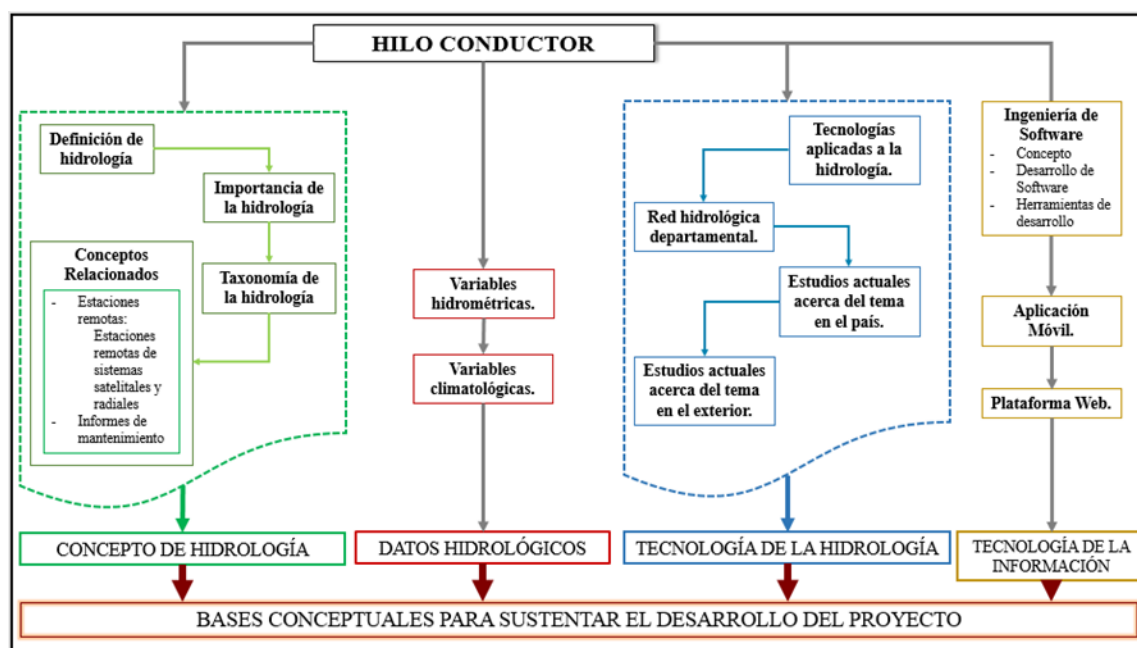 HILO CONDUCTOR
Definición de
hidrología
Importancia de
la hidrología
Taxonomía de
la hidrología
Conceptos
Relacionados
- Estaciones
remotas:
Estaciones
remotas de
sistemas
satelitales y
radiales
- Informes de
mantenimiento
Variables
hidrométricas.
Variables
climatológicas.
Tecnologías
aplicadas a la
hidrología.
Red hidrológica
departamental.
Estudios actuales
acerca del tema
en el país.
Estudios actuales
acerca del tema
en el exterior.
Ingeniería de
Software
- Concepto
- Desarrollo de
Software
- Herramientas de
desarrollo
Aplicación
Móvil.
Plataforma Web.
CONCEPTO DE HIDROLOGÍA
DATOS HIDROLÓGICOS
TECNOLOGÍA DE LA HIDROLOGÍA
TECNOLOGÍA DE LA
INFORMACIÓN
BASES CONCEPTUALES PARA SUSTENTAR EL DESARROLLO DEL PROYECTO